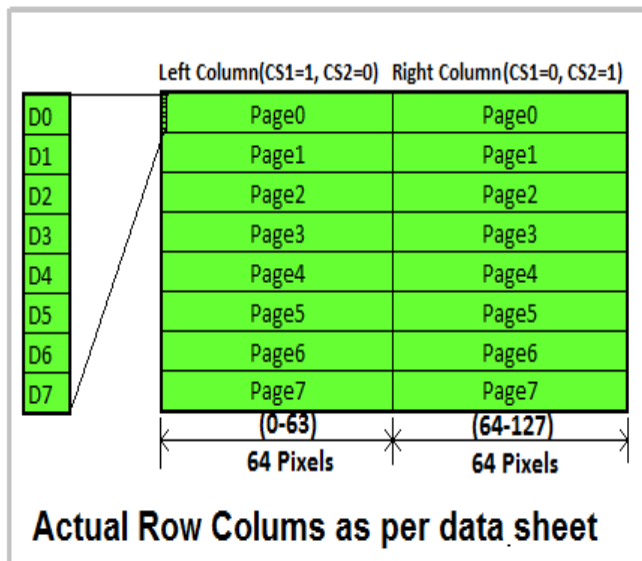 Left Column(CS1=1, CS2=0) Right Column(CS1=0, CS2=1)
D0 Page0 Page0
D1 Page1 Page1
D2 Page2 Page2
D3 Page3 Page3
D4 Page4 Page4
D5 Page5 Page5
D6 Page6 Page6
D7 Page7 Page7
(0-63) (64-127)
64 Pixels 64 Pixels
Actual Row Colums as per data sheet